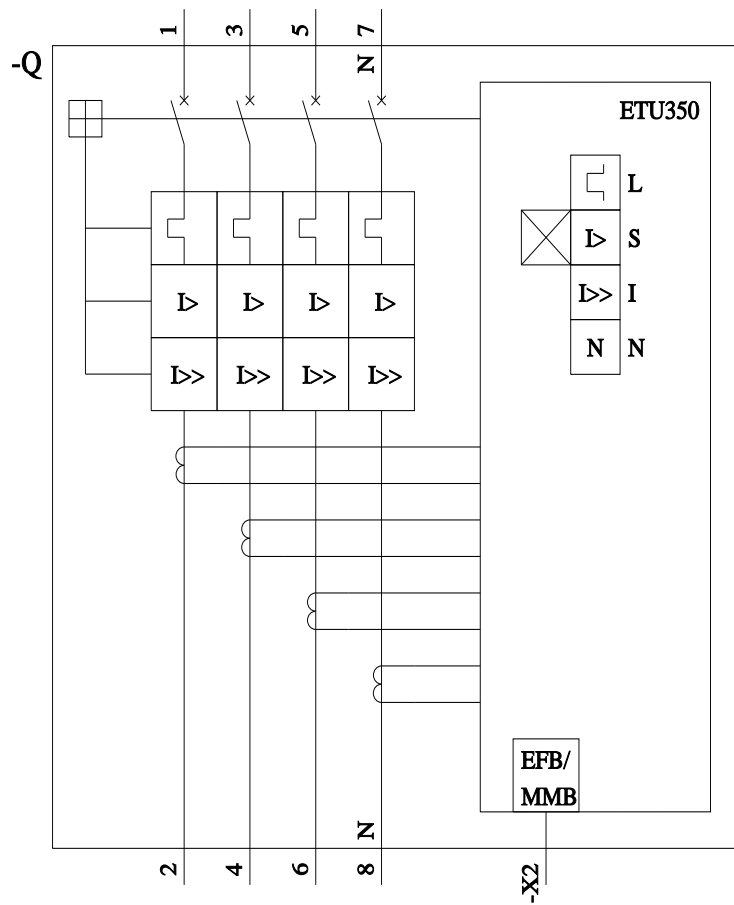 1 3 5 7
-Q
N
ETU350
L
I> I> I> I>
I> S
I>> I
I>> I>> I>> I>>
N N
EFB/
MMB
N
2 4 6 8
-X2